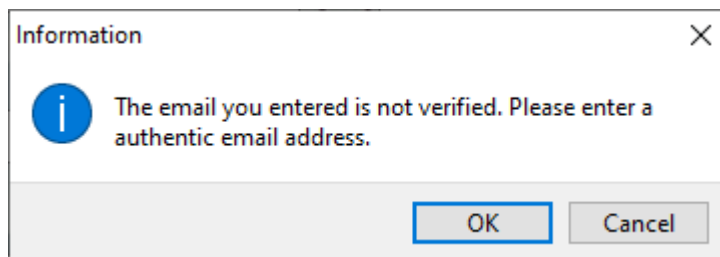 Information
The email you entered is not verified. Please enter a
authentic email address.
OK
Cancel